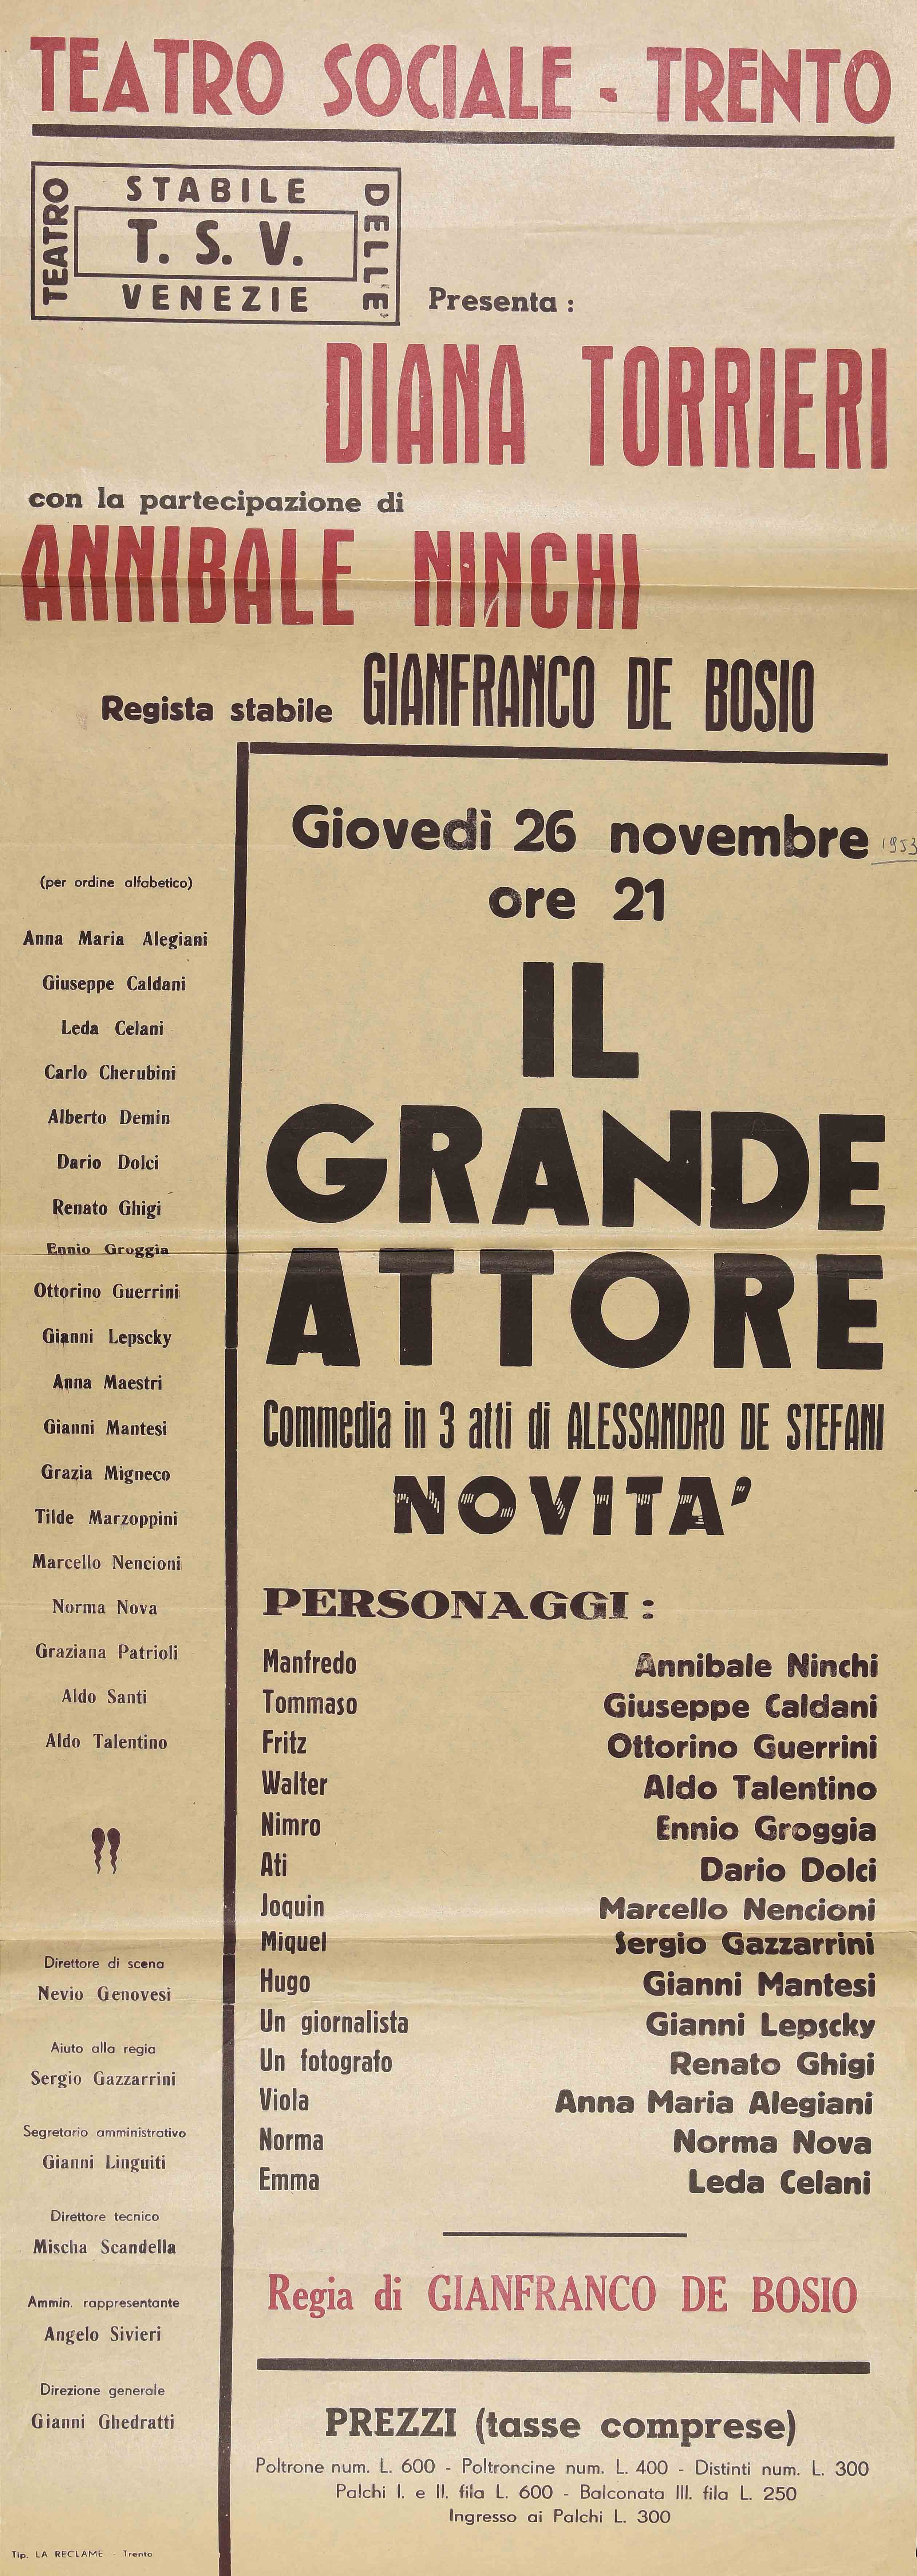 TEATRO SOCIALE - TRENTO
TEATRO
STABILE
DELLE
T. S. V.
VENEZIE
Presenta :
DIANA TORRIERI
con la partecipazione di
ANNIBALE NINCHI
Regista stabile GIANFRANCO DE BOSIO
(per ordine alfabetico)
Anna Maria Alegiani
Giuseppe Caldani
Leda Celani
Carlo Cherubini
Alberto Demin
Dario Dolci
Renato Ghigi
Ennio Groggia
Ottorino Guerrini
Gianni Lepscky
Anna Maestri
Gianni Mantesi
Grazia Migneco
Tilde Marzoppini
Marcello Nencioni
Norma Nova
Graziana Patrioli
Aldo Santi
Aldo Talentino
Direttore di scena
Nevio Genovesi
Aiuto alla regia
Sergio Gazzarrini
Segretario amministrativo
Gianni Linguiti
Direttore tecnico
Mischa Scandella
Ammin. rappresentante
Angelo Sivieri
Direzione generale
Gianni Ghedratti
Giovedì 26 novembre 1953
ore 21
IL
GRANDE
ATTORE
Commedia in 3 atti di ALESSANDRO DE STEFANI
NOVITA'
PERSONAGGI :
Manfredo Annibale Ninchi
Tommaso Giuseppe Caldani
Fritz Ottorino Guerrini
Walter Aldo Talentino
Nimro Ennio Groggia
Ati Dario Dolci
Joquin Marcello Nencioni
Miquel Sergio Gazzarrini
Hugo Gianni Mantesi
Un giornalista Gianni Lepscky
Un fotografo Renato Ghigi
Viola Anna Maria Alegiani
Norma Norma Nova
Emma Leda Celani
Regia di GIANFRANCO DE BOSIO
PREZZI (tasse comprese)
Poltrone num. L. 600 - Poltroncine num. L. 400 - Distinti num. L. 300
Palchi I. e II. fila L. 600 - Balconata III. fila L. 250
Ingresso ai Palchi L. 300
Tip. LA RECLAME - Trento